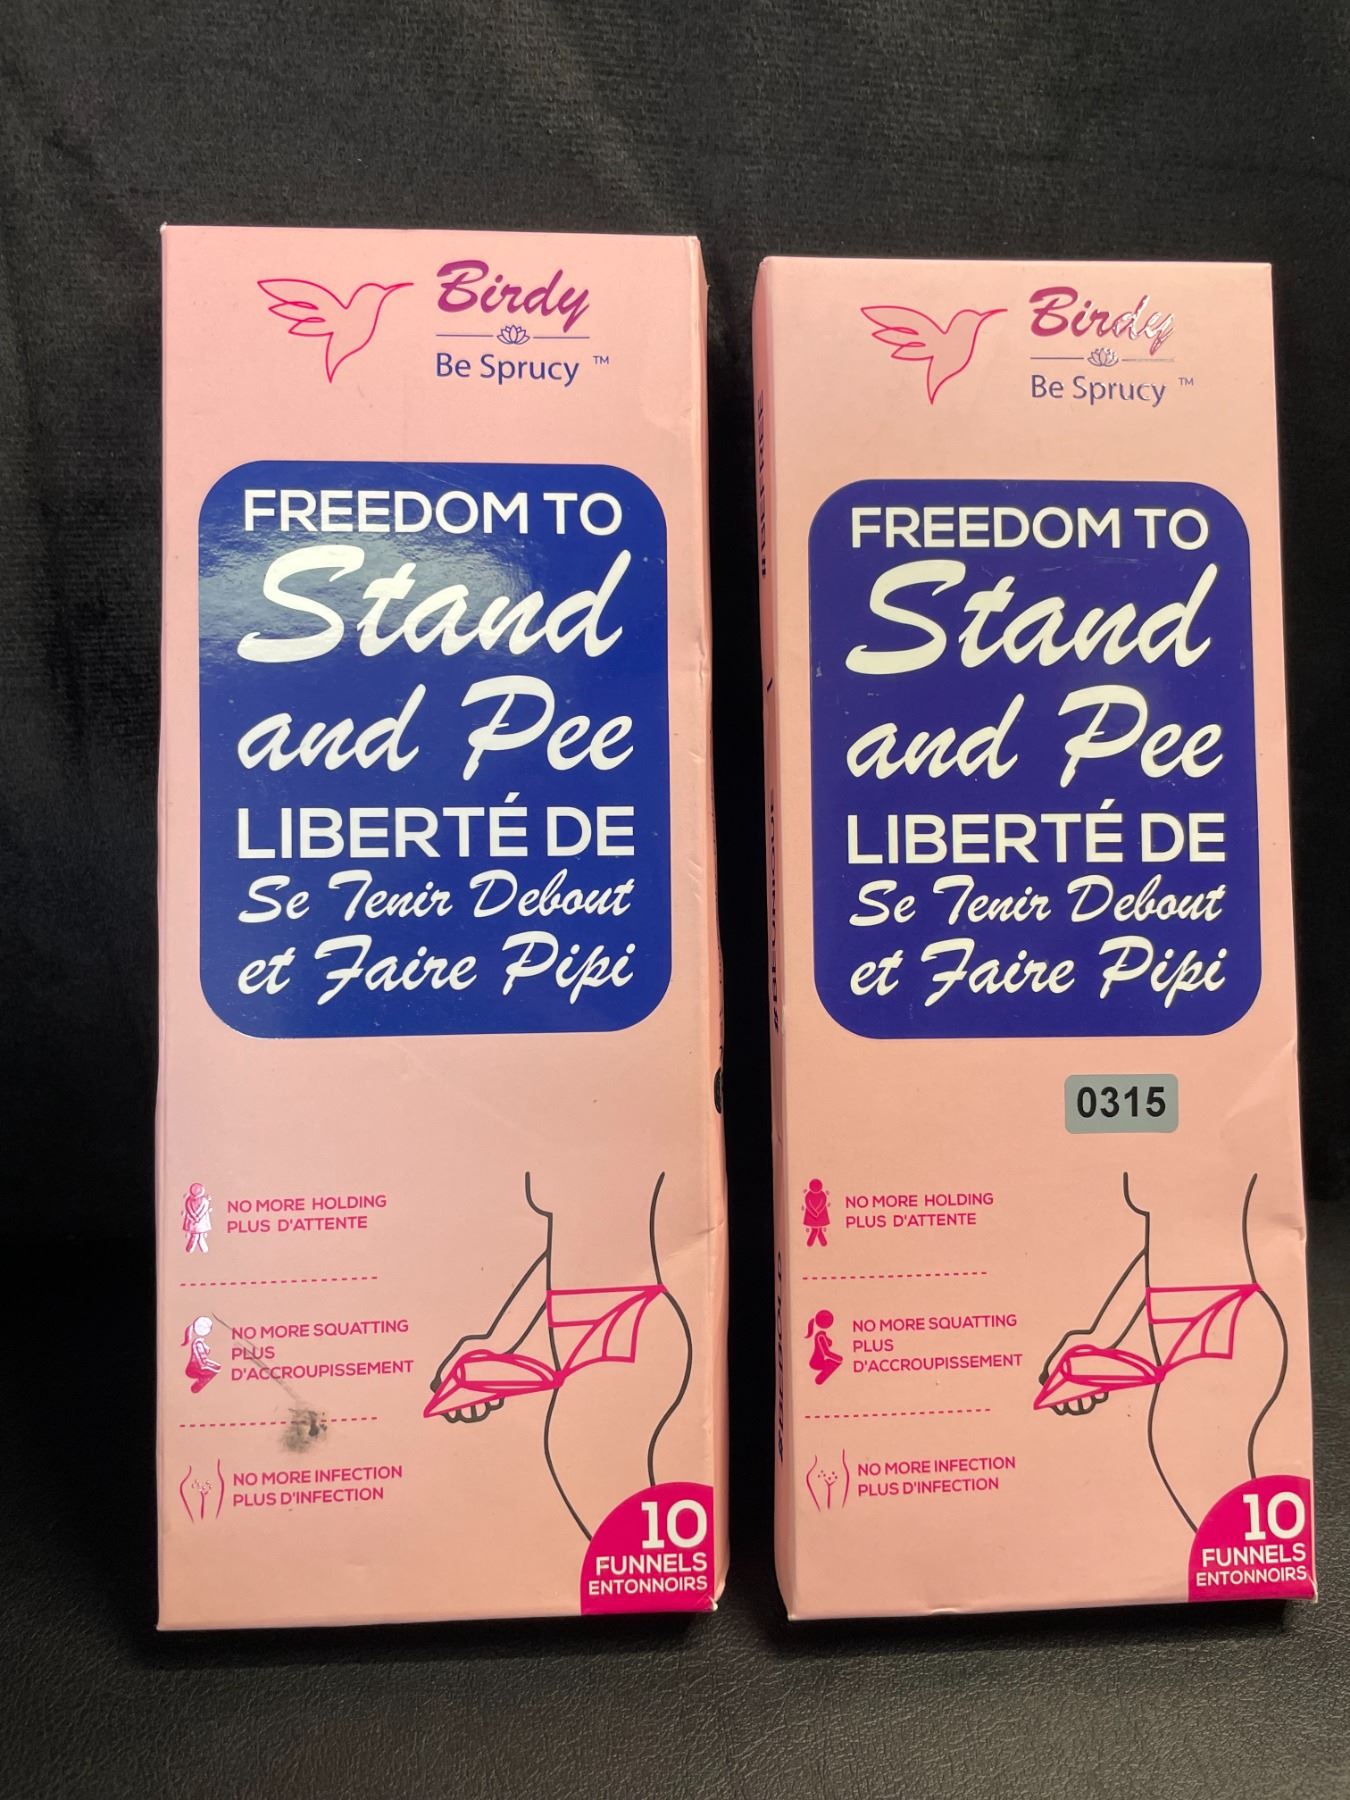 Birdy
Be Sprucy ™
FREEDOM TO
Stand
and Pee
LIBERTÉ DE
Se Tenir Debout
et Faire Pipi
NO MORE HOLDING
PLUS D'ATTENTE
NO MORE SQUATTING
PLUS
D'ACCROUPISSEMENT
NO MORE INFECTION
PLUS D'INFECTION
10
FUNNELS
ENTONNOIRS
Birdy
Be Sprucy ™
FREEDOM TO
Stand
and Pee
LIBERTÉ DE
Se Tenir Debout
et Faire Pipi
0315
NO MORE HOLDING
PLUS D'ATTENTE
NO MORE SQUATTING
PLUS
D'ACCROUPISSEMENT
NO MORE INFECTION
PLUS D'INFECTION
10
FUNNELS
ENTONNOIRS
#BEUNIQUE